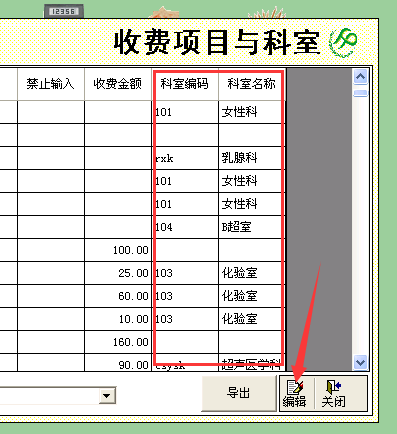 12356
收费项目与科室
禁止输入 收费金额 科室编码 科室名称
101 女性科
rxk 乳腺科
101 女性科
101 女性科
104 B超室
100.00
25.00 103 化验室
60.00 103 化验室
10.00 103 化验室
160.00
90.00 csysk 超声医学科
导出 编辑 关闭